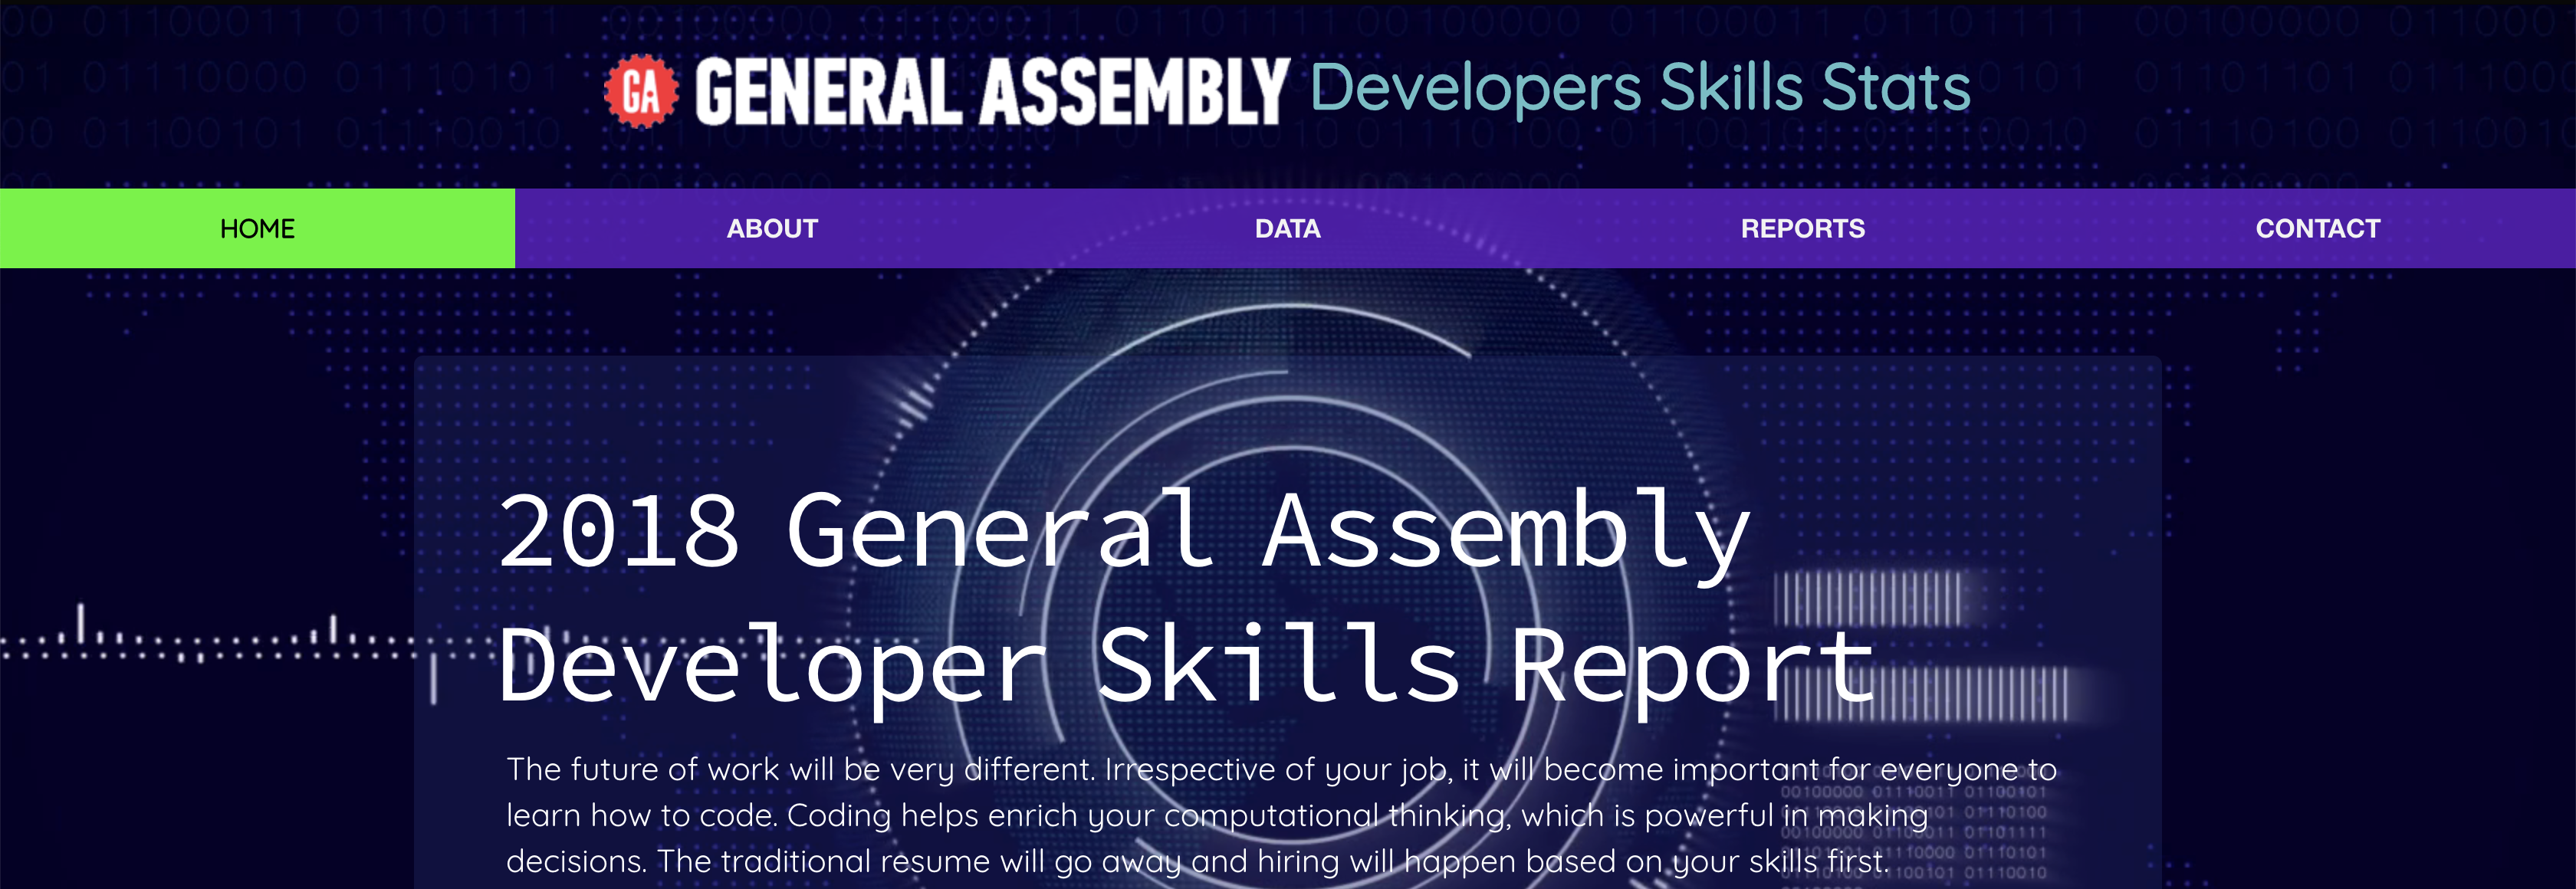 GA GENERAL ASSEMBLY Developers Skills Stats
HOME ABOUT DATA REPORTS CONTACT
2018 General Assembly
Developer Skills Report
The future of work will be very different. Irrespective of your job, it will become important for everyone to
learn how to code. Coding helps enrich your computational thinking, which is powerful in making
decisions. The traditional resume will go away and hiring will happen based on your skills first.